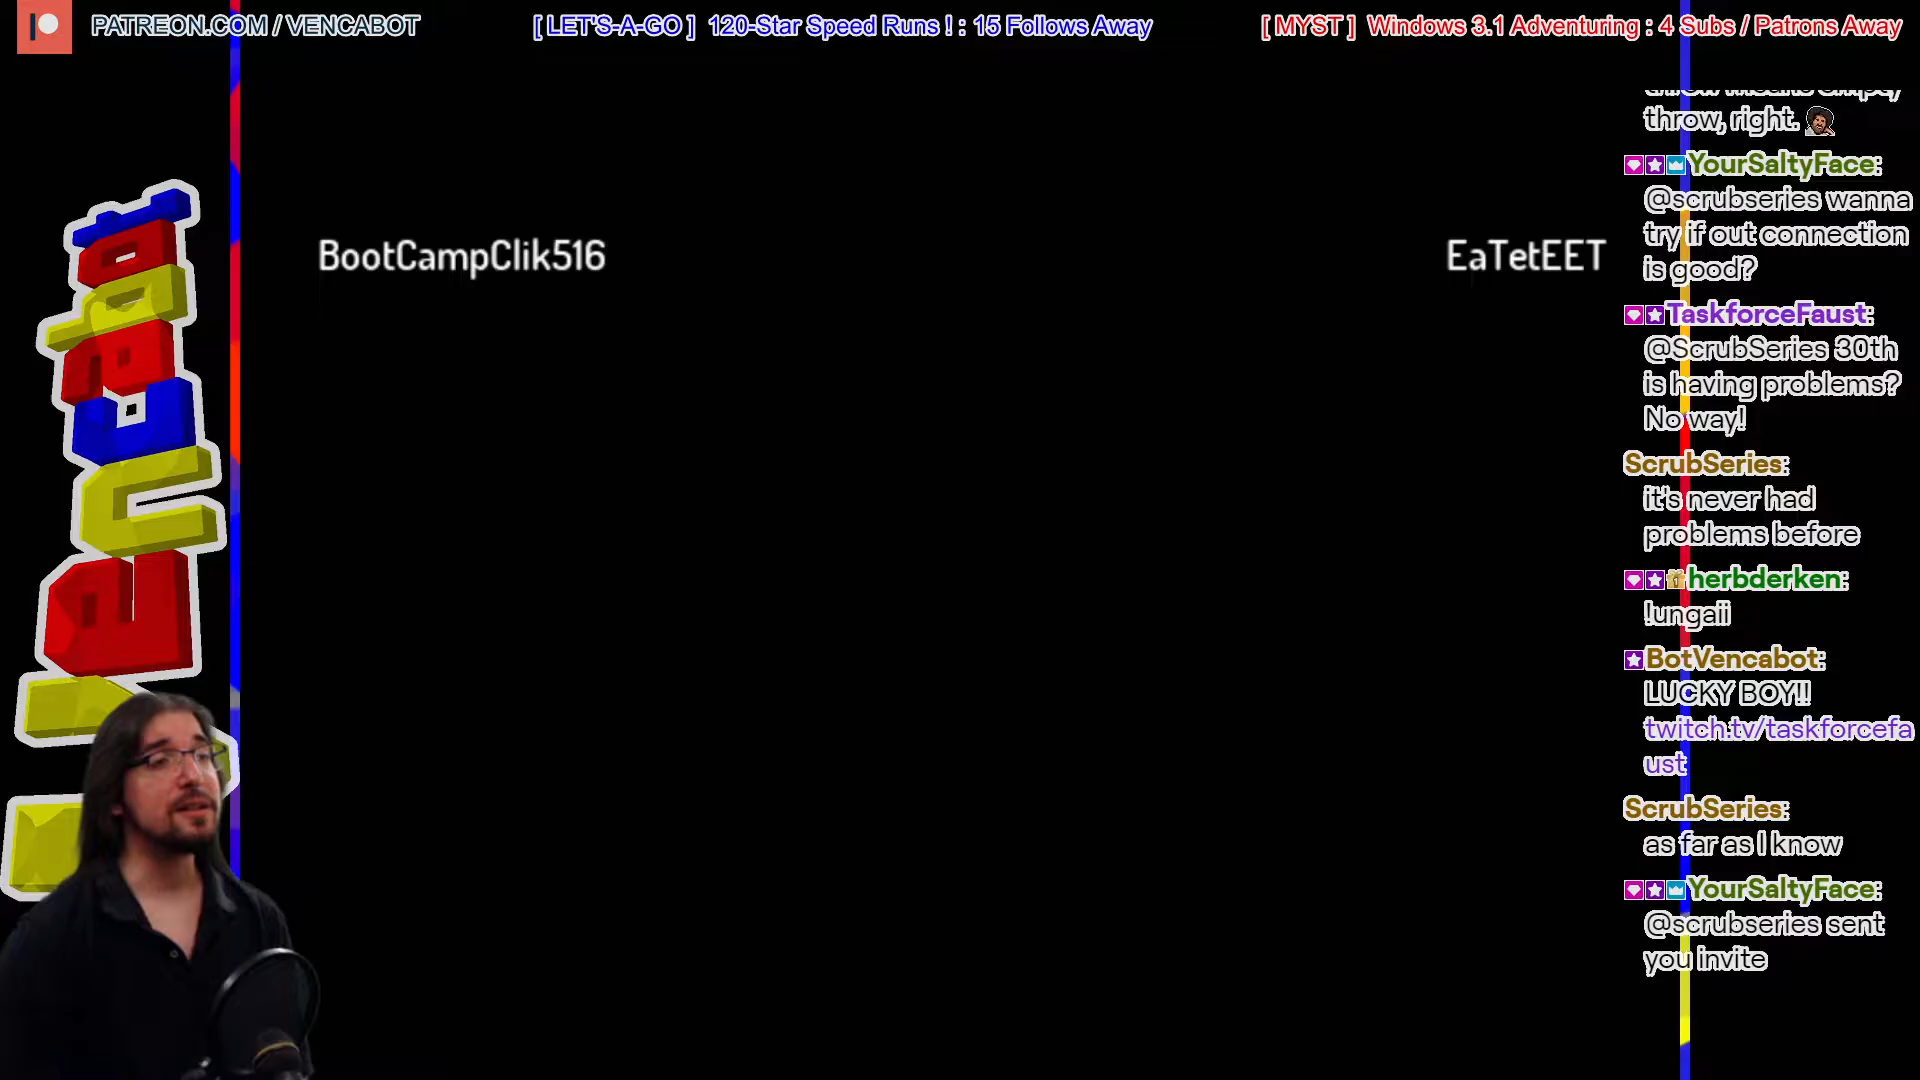 PATREON.COM / VENCABOT
[ LET'S-A-GO ] 120-Star Speed Runs ! : 15 Follows Away
[ MYST ] Windows 3.1 Adventuring : 4 Subs / Patrons Away
Vencabot
BootCampClik516
EaTetEET
throw, right.
YourSaltyFace:
@scrubseries wanna
try if out connection
is good?
TaskforceFaust:
@ScrubSeries 30th
is having problems?
No way!
ScrubSeries:
it's never had
problems before
herbderken:
!ungaii
BotVencabot:
LUCKY BOY!!
twitch.tv/taskforcefa
ust
ScrubSeries:
as far as I know
YourSaltyFace:
@scrubseries sent
you invite